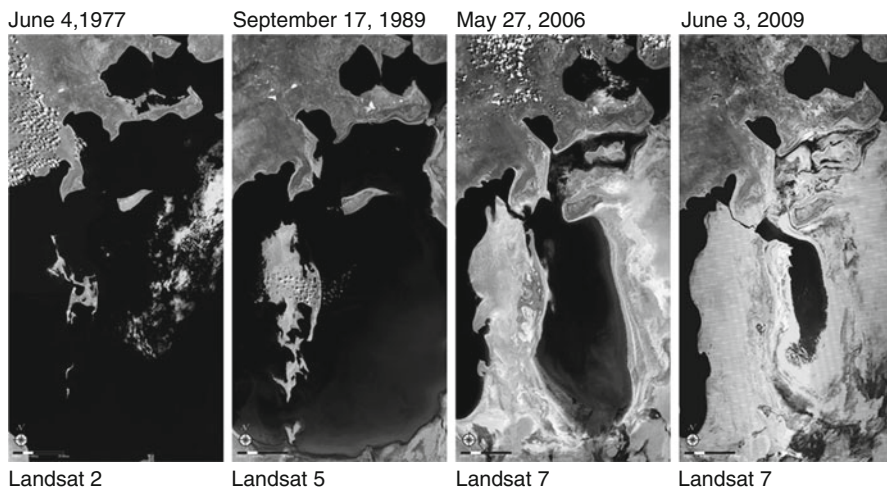 June 4,1977
September 17, 1989
May 27, 2006
June 3, 2009
Landsat 2
Landsat 5
Landsat 7
Landsat 7